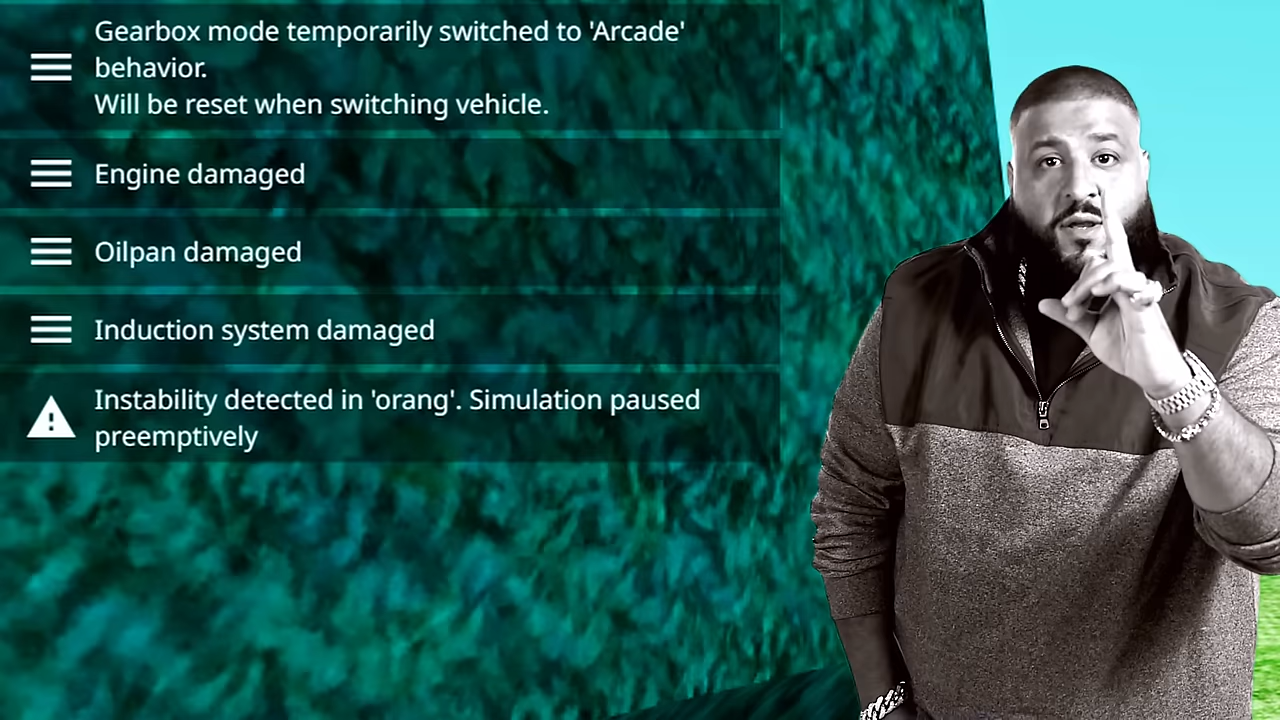 Gearbox mode temporarily switched to 'Arcade'
behavior.
Will be reset when switching vehicle.
Engine damaged
Oilpan damaged
Induction system damaged
Instability detected in 'orang'. Simulation paused
preemptively